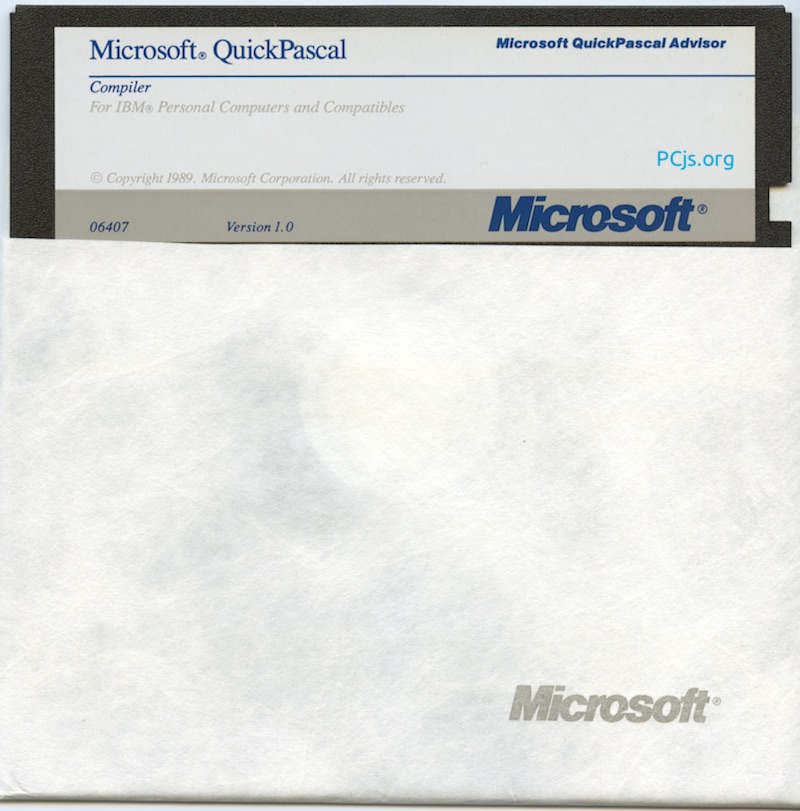 Microsoft® QuickPascal
Microsoft QuickPascal Advisor
Compiler
For IBM® Personal Computers and Compatibles
PCjs.org
© Copyright 1989. Microsoft Corporation. All rights reserved.
06407 Version 1.0
Microsoft®
Microsoft®